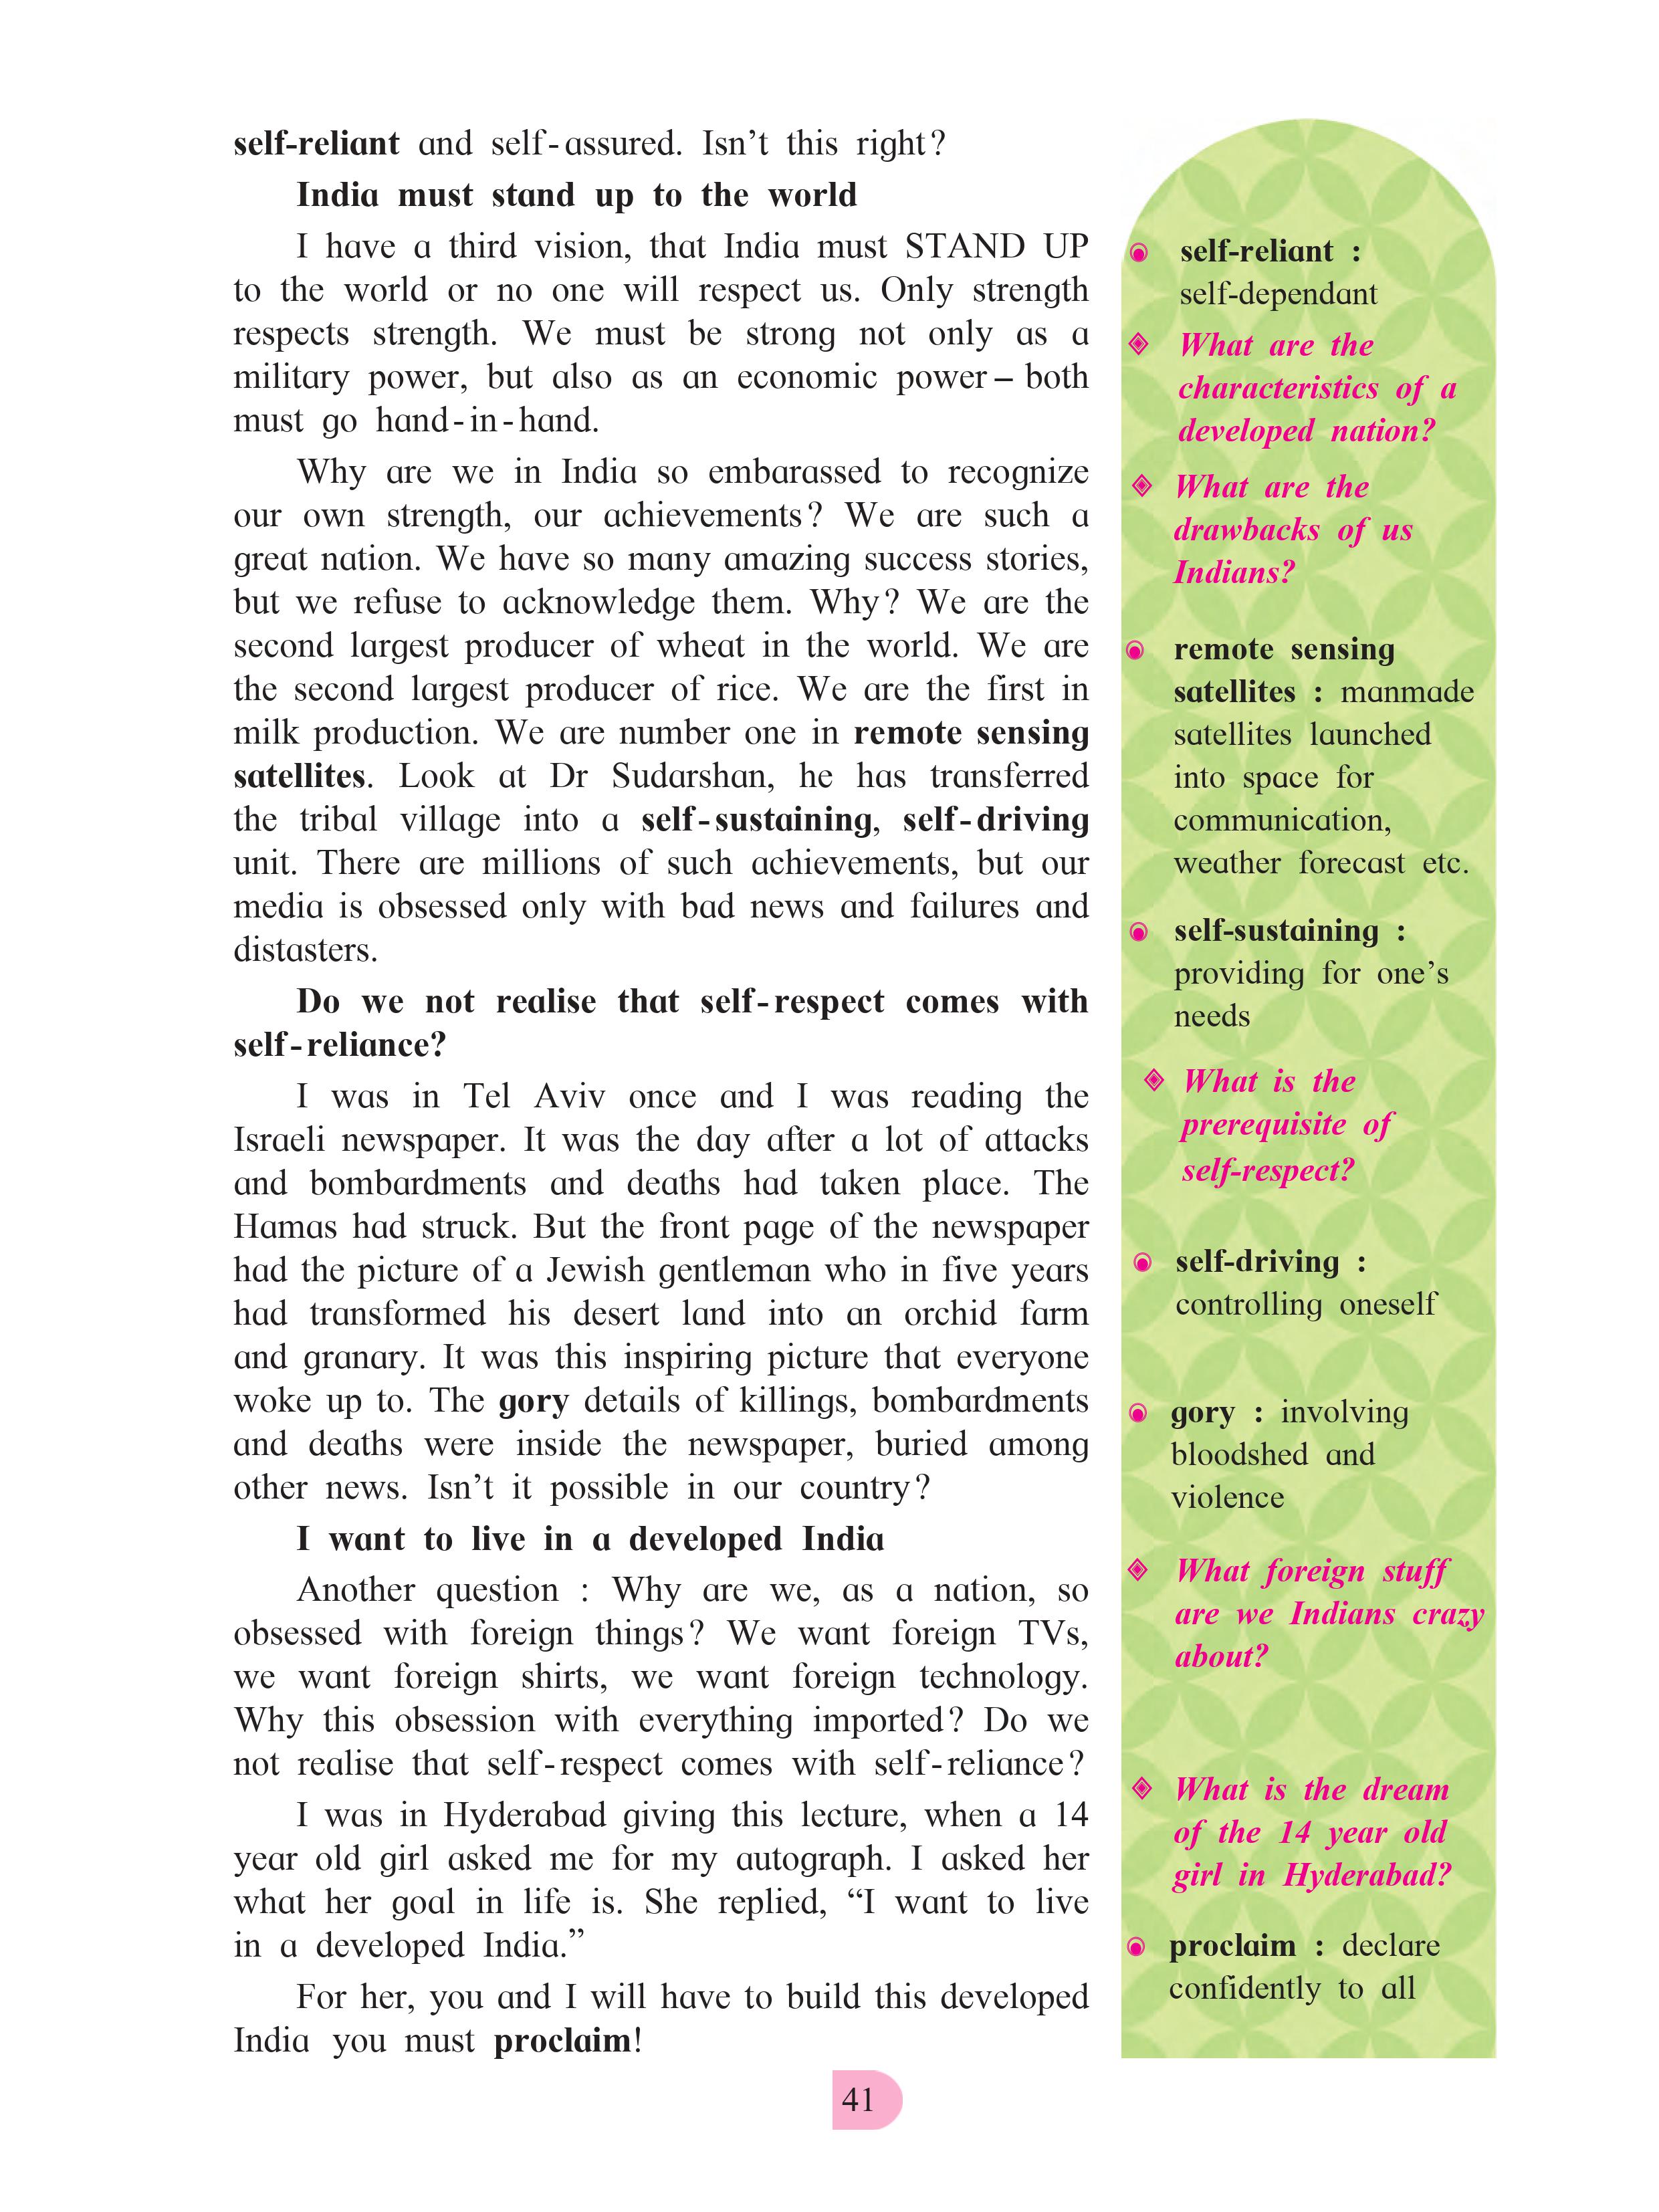 self-reliant and self-assured. Isn't this right?
India must stand up to the world
I have a third vision, that India must STAND UP
to the world or no one will respect us. Only strength
respects strength. We must be strong not only as a
military power, but also as an economic power – both
must go hand-in-hand.
Why are we in India so embarassed to recognize
our own strength, our achievements? We are such a
great nation. We have so many amazing success stories,
but we refuse to acknowledge them. Why? We are the
second largest producer of wheat in the world. We are
the second largest producer of rice. We are the first in
milk production. We are number one in remote sensing
satellites. Look at Dr Sudarshan, he has transferred
the tribal village into a self-sustaining, self-driving
unit. There are millions of such achievements, but our
media is obsessed only with bad news and failures and
distasters.
Do we not realise that self-respect comes with
self-reliance?
I was in Tel Aviv once and I was reading the
Israeli newspaper. It was the day after a lot of attacks
and bombardments and deaths had taken place. The
Hamas had struck. But the front page of the newspaper
had the picture of a Jewish gentleman who in five years
had transformed his desert land into an orchid farm
and granary. It was this inspiring picture that everyone
woke up to. The gory details of killings, bombardments
and deaths were inside the newspaper, buried among
other news. Isn't it possible in our country?
I want to live in a developed India
Another question : Why are we, as a nation, so
obsessed with foreign things? We want foreign TVs,
we want foreign shirts, we want foreign technology.
Why this obsession with everything imported? Do we
not realise that self-respect comes with self-reliance?
I was in Hyderabad giving this lecture, when a 14
year old girl asked me for my autograph. I asked her
what her goal in life is. She replied, “I want to live
in a developed India.”
For her, you and I will have to build this developed
India you must proclaim!
self-reliant :
self-dependant
What are the
characteristics of a
developed nation?
What are the
drawbacks of us
Indians?
remote sensing
satellites : manmade
satellites launched
into space for
communication,
weather forecast etc.
self-sustaining :
providing for one's
needs
What is the
prerequisite of
self-respect?
self-driving :
controlling oneself
gory : involving
bloodshed and
violence
What foreign stuff
are we Indians crazy
about?
What is the dream
of the 14 year old
girl in Hyderabad?
proclaim : declare
confidently to all
41